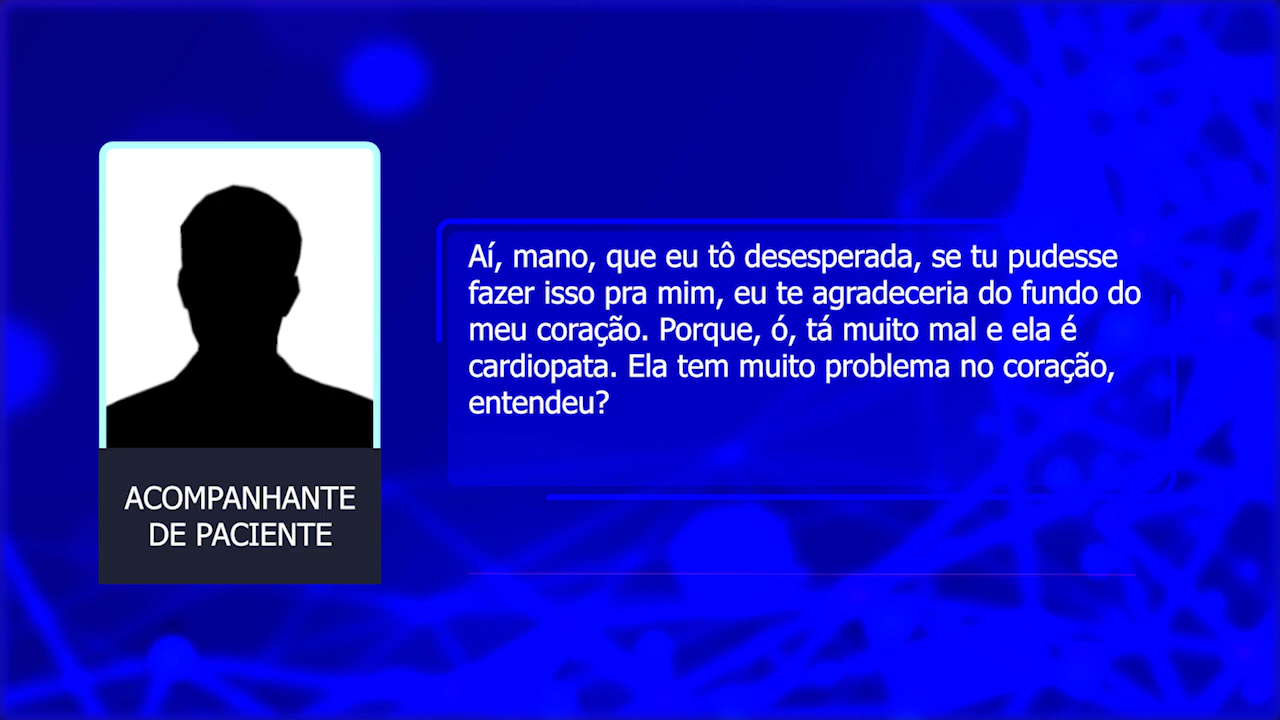 Aí, mano, que eu tô desesperada, se tu pudesse
fazer isso pra mim, eu te agradeceria do fundo do
meu coração. Porque, ó, tá muito mal e ela é
cardiopata. Ela tem muito problema no coração,
entendeu?
ACOMPANHANTE
DE PACIENTE